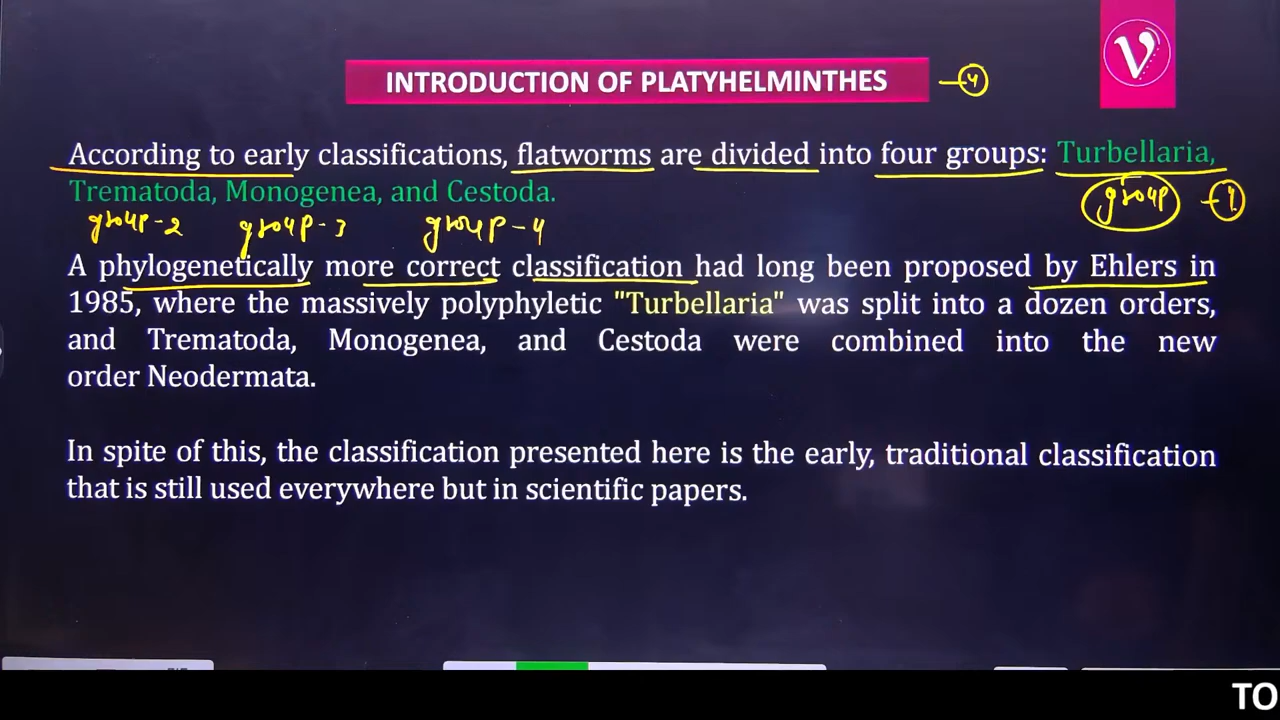 INTRODUCTION OF PLATYHELMINTHES -4
V
According to early classifications, flatworms are divided into four groups: Turbellaria,
Trematoda, Monogenea, and Cestoda.
group -1
group-2 group-3 group-4
A phylogenetically more correct classification had long been proposed by Ehlers in
1985, where the massively polyphyletic "Turbellaria" was split into a dozen orders,
and Trematoda, Monogenea, and Cestoda were combined into the new
order Neodermata.
In spite of this, the classification presented here is the early, traditional classification
that is still used everywhere but in scientific papers.
TO